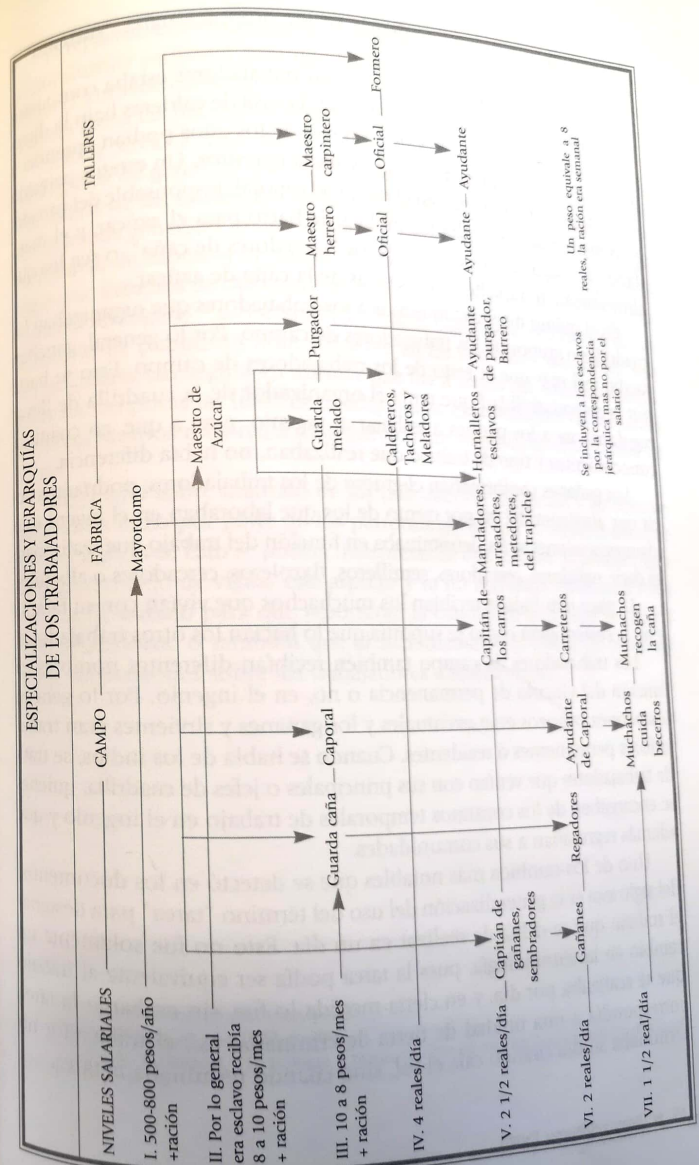 ESPECIALIZACIONES Y JERARQUÍAS
DE LOS TRABAJADORES
NIVELES SALARIALES CAMPO FÁBRICA TALLERES
I. 500-800 pesos/año
+ración
Mayordomo
II. Por lo general
era esclavo recibía
8 a 10 pesos/mes
+ ración
Maestro de
Azúcar
III. 10 a 8 pesos/mes
+ ración
Guarda caña
Caporal
Guarda
melado
Purgador
Maestro
herrero
Maestro
carpintero
IV. 4 reales/día
Caldereros,
Tacheros y
Meladores
Oficial
Oficial
Formero
V. 2 1/2 reales/día
Capitán de
gañanes,
sembradores
Capitán de
los carros
Mandadores,
arreadores,
metedores,
del trapiche
Hornalleros
esclavos
Ayudante
de purgador,
Barrero
Ayudante
Ayudante
VI. 2 reales/día
Gañanes
Regadores
Ayudante
de Caporal
Carreteros
VII. 1 1/2 real/día
Muchachos
cuida
becerros
Muchachos
recogen
la caña
Se incluyen a los esclavos
por la correspondencia
jerárquica mas no por el
salario
Un peso equivale a 8
reales, la ración era semanal